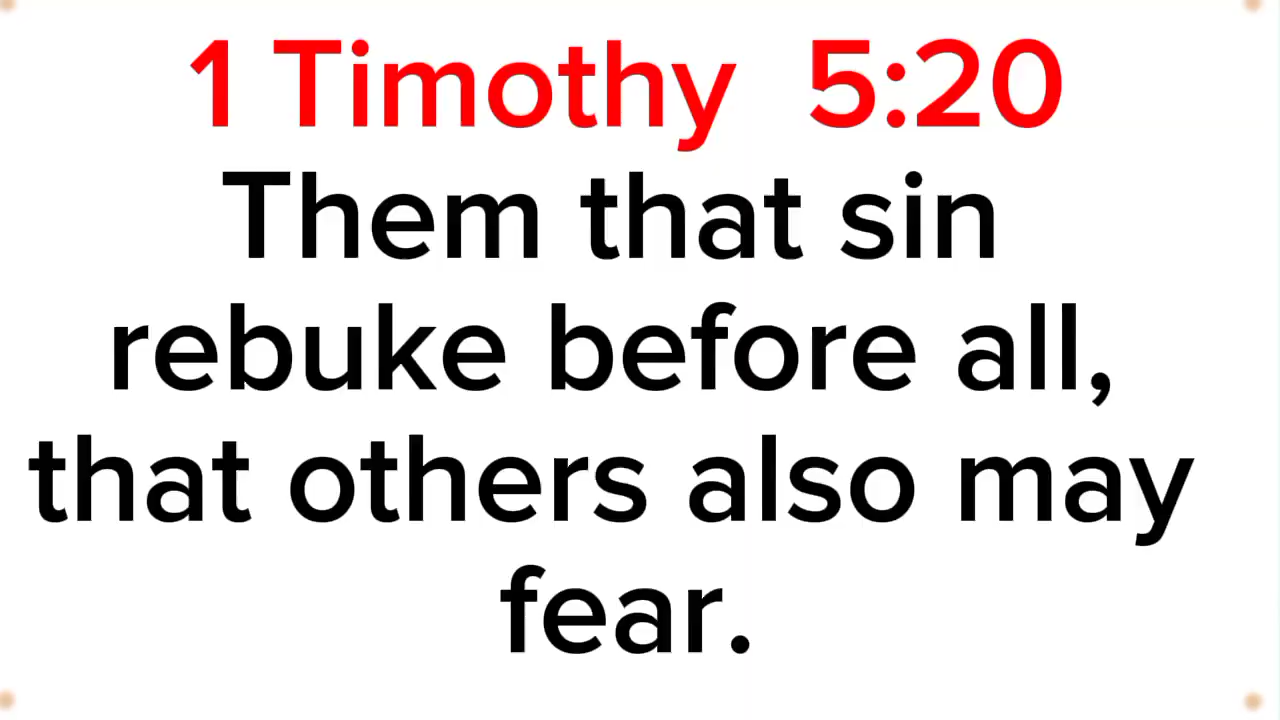 1 Timothy  5:20
Them that sin
rebuke before all,
that others also may
fear.